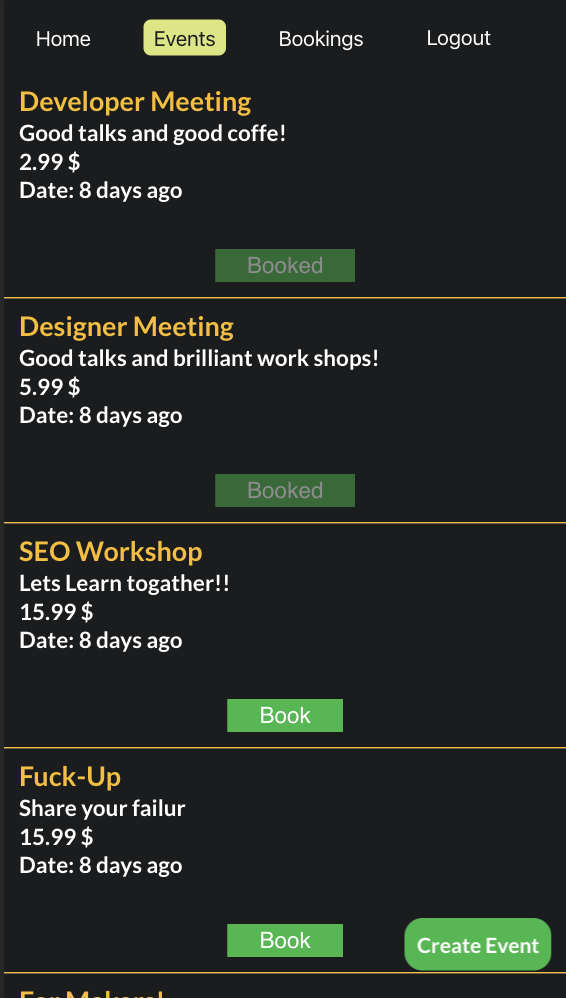 Home Events Bookings Logout
Developer Meeting
Good talks and good coffe!
2.99 $
Date: 8 days ago
Booked
Designer Meeting
Good talks and brilliant work shops!
5.99 $
Date: 8 days ago
Booked
SEO Workshop
Lets Learn togather!!
15.99 $
Date: 8 days ago
Book
Fuck-Up
Share your failur
15.99 $
Date: 8 days ago
Book
Create Event
For Makers!